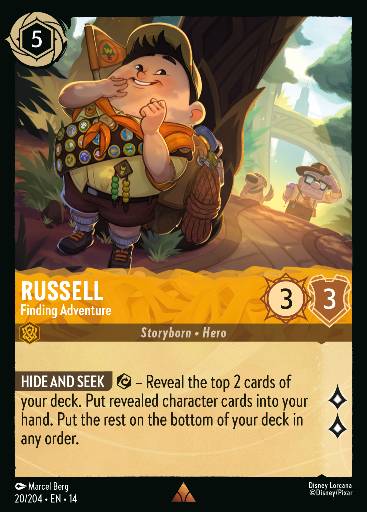 5
RUSSELL
Finding Adventure
3
3
Storyborn • Hero
HIDE AND SEEK – Reveal the top 2 cards of
your deck. Put revealed character cards into your
hand. Put the rest on the bottom of your deck in
any order.
Marcel Berg
20/204 • EN • 14
Disney Lorcana
©Disney/Pixar